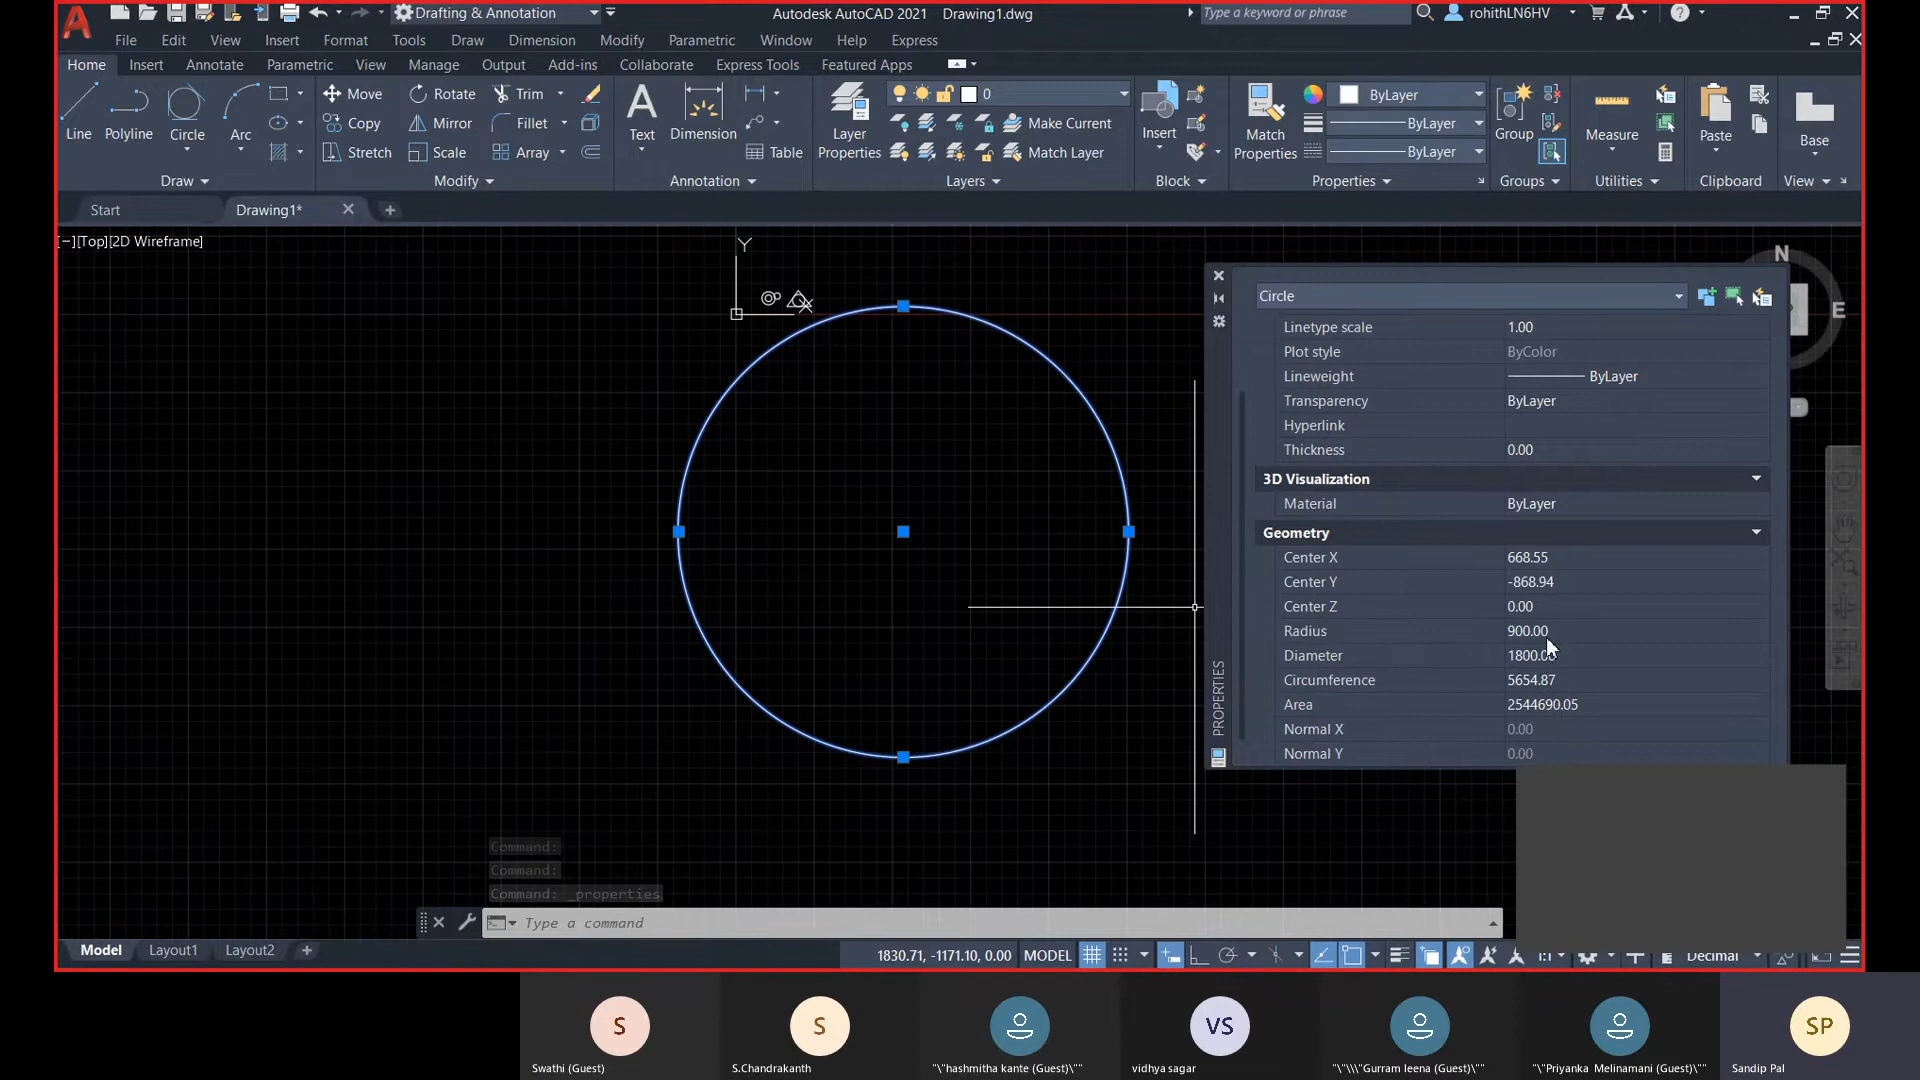 Drafting & Annotation
Autodesk AutoCAD 2021 Drawing1.dwg
Type a keyword or phrase
rohithLN6HV
File Edit View Insert Format Tools Draw Dimension Modify Parametric Window Help Express
Home Insert Annotate Parametric View Manage Output Add-ins Collaborate Express Tools Featured Apps
Line Polyline Circle Arc
Move Rotate Trim
Copy Mirror Fillet
Stretch Scale Array
Text Dimension Table
Layer Properties
0
Make Current
Match Layer
Insert
Match Properties
ByLayer
ByLayer
ByLayer
Group
Measure
Paste
Base
Draw Modify Annotation Layers Block Properties Groups Utilities Clipboard View
Start Drawing1*
[−][Top][2D Wireframe]
Y
N
E
Circle
Linetype scale 1.00
Plot style ByColor
Lineweight ByLayer
Transparency ByLayer
Hyperlink
Thickness 0.00
3D Visualization
Material ByLayer
Geometry
Center X 668.55
Center Y -868.94
Center Z 0.00
Radius 900.00
Diameter 1800.00
Circumference 5654.87
Area 2544690.05
Normal X 0.00
Normal Y 0.00
PROPERTIES
Command:
Command:
Command: _properties
Type a command
Model Layout1 Layout2
1830.71, -1171.10, 0.00 MODEL
1:1
Decimal
S S VS SP
Swathi (Guest) S.Chandrakanth "\"hashmitha kante (Guest)\"" vidhya sagar "\"\\\"Gurram leena (Guest)\"" "\"Priyanka Melinamani (Guest)\"" Sandip Pal